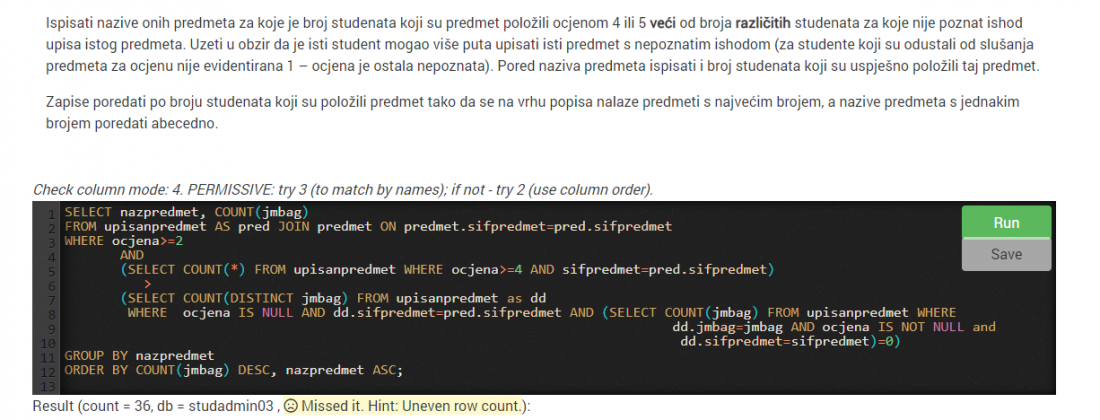 Ispisati nazive onih predmeta za koje je broj studenata koji su predmet položili ocjenom 4 ili 5 veći od broja različitih studenata za koje nije poznat ishod
upisa istog predmeta. Uzeti u obzir da je isti student mogao više puta upisati isti predmet s nepoznatim ishodom (za studente koji su odustali od slušanja
predmeta za ocjenu nije evidentirana 1 – ocjena je ostala nepoznata). Pored naziva predmeta ispisati i broj studenata koji su uspješno položili taj predmet.
Zapise poredati po broju studenata koji su položili predmet tako da se na vrhu popisa nalaze predmeti s najvećim brojem, a nazive predmeta s jednakim
brojem poredati abecedno.
Check column mode: 4. PERMISSIVE: try 3 (to match by names); if not - try 2 (use column order).
1 SELECT nazpredmet, COUNT(jmbag)
2 FROM upisanpredmet AS pred JOIN predmet ON predmet.sifpredmet=pred.sifpredmet
3 WHERE ocjena>=2
4 AND
5 (SELECT COUNT(*) FROM upisanpredmet WHERE ocjena>=4 AND sifpredmet=pred.sifpredmet)
6 >
7 (SELECT COUNT(DISTINCT jmbag) FROM upisanpredmet as dd
8 WHERE ocjena IS NULL AND dd.sifpredmet=pred.sifpredmet AND (SELECT COUNT(jmbag) FROM upisanpredmet WHERE
9 dd.jmbag=jmbag AND ocjena IS NOT NULL and
10 dd.sifpredmet=sifpredmet)=0)
11 GROUP BY nazpredmet
12 ORDER BY COUNT(jmbag) DESC, nazpredmet ASC;
13
Run
Save
Result (count = 36, db = studadmin03 , Missed it. Hint: Uneven row count.):